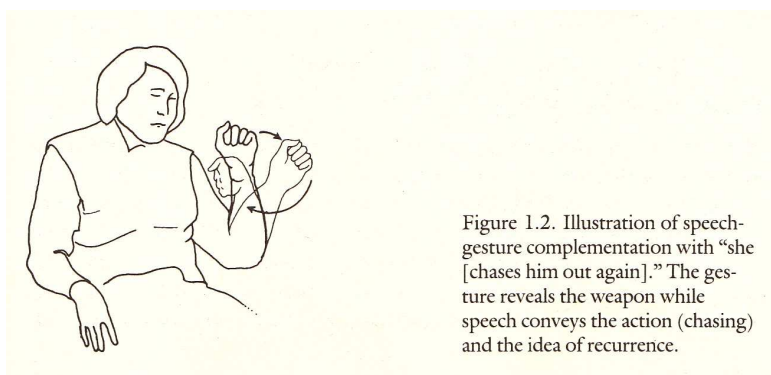 Figure 1.2. Illustration of speech-
gesture complementation with “she
[chases him out again].” The ges-
ture reveals the weapon while
speech conveys the action (chasing)
and the idea of recurrence.